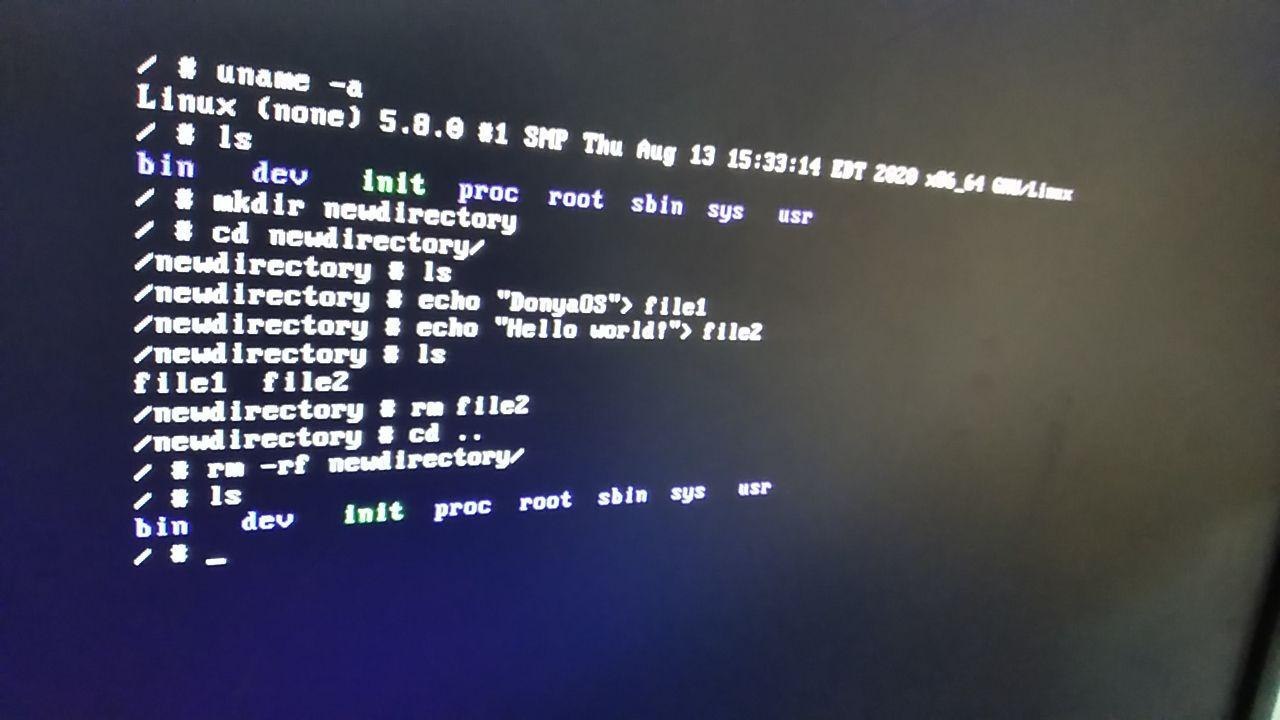 / # uname -a
Linux (none) 5.8.0 #1 SMP Thu Aug 13 15:33:14 EDT 2020 x86_64 GNU/Linux
/ # ls
bin dev init proc root sbin sys usr
/ # mkdir newdirectory
/ # cd newdirectory/
/newdirectory # ls
/newdirectory # echo "DonyaOS"> file1
/newdirectory # echo "Hello world!"> file2
/newdirectory # ls
file1 file2
/newdirectory # rm file2
/newdirectory # cd ..
/ # rm -rf newdirectory/
/ # ls
bin dev init proc root sbin sys usr
/ # _